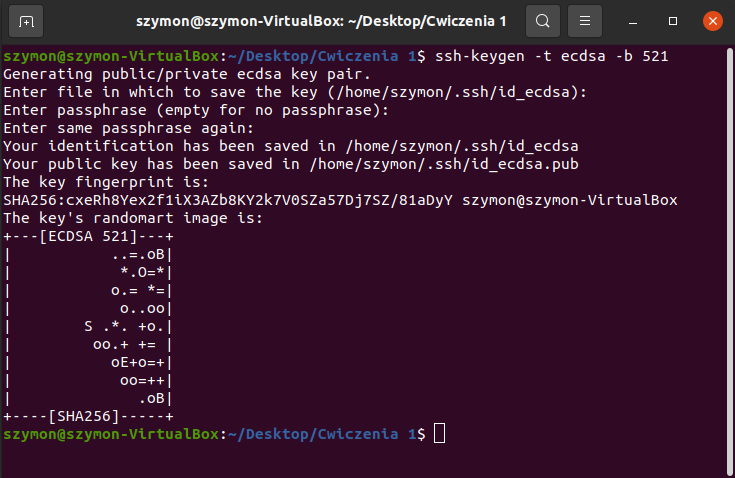 szymon@szymon-VirtualBox: ~/Desktop/Cwiczenia 1
szymon@szymon-VirtualBox:~/Desktop/Cwiczenia 1$ ssh-keygen -t ecdsa -b 521
Generating public/private ecdsa key pair.
Enter file in which to save the key (/home/szymon/.ssh/id_ecdsa):
Enter passphrase (empty for no passphrase):
Enter same passphrase again:
Your identification has been saved in /home/szymon/.ssh/id_ecdsa
Your public key has been saved in /home/szymon/.ssh/id_ecdsa.pub
The key fingerprint is:
SHA256:cxeRh8Yex2f1iX3AZb8KY2k7V0SZa57Dj7SZ/81aDyY szymon@szymon-VirtualBox
The key's randomart image is:
+---[ECDSA 521]---+
|           ..=.oB|
|            *.O=*|
|           o.= *=|
|            o..oo|
|        S .*. +o.|
|         oo.+ += |
|           oE+o=+|
|            oo=++|
|              .oB|
+----[SHA256]-----+
szymon@szymon-VirtualBox:~/Desktop/Cwiczenia 1$